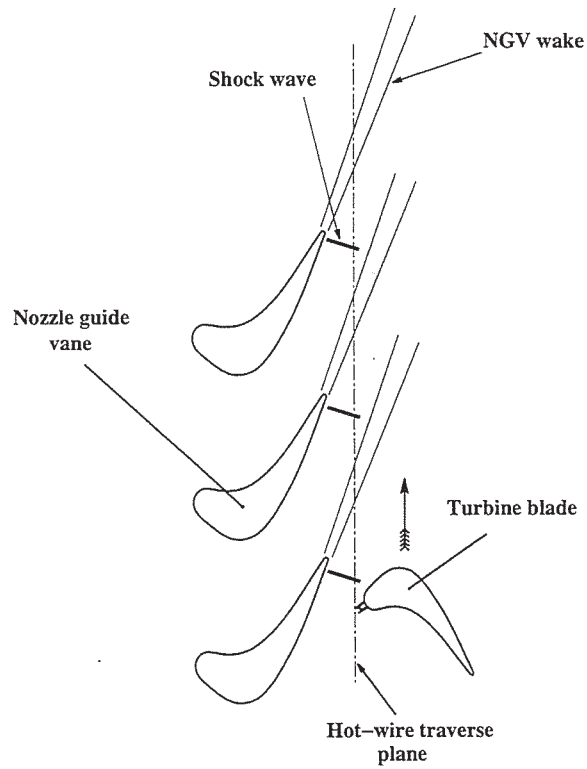 NGV wake
Shock wave
Nozzle guide
vane
Turbine blade
Hot–wire traverse
plane